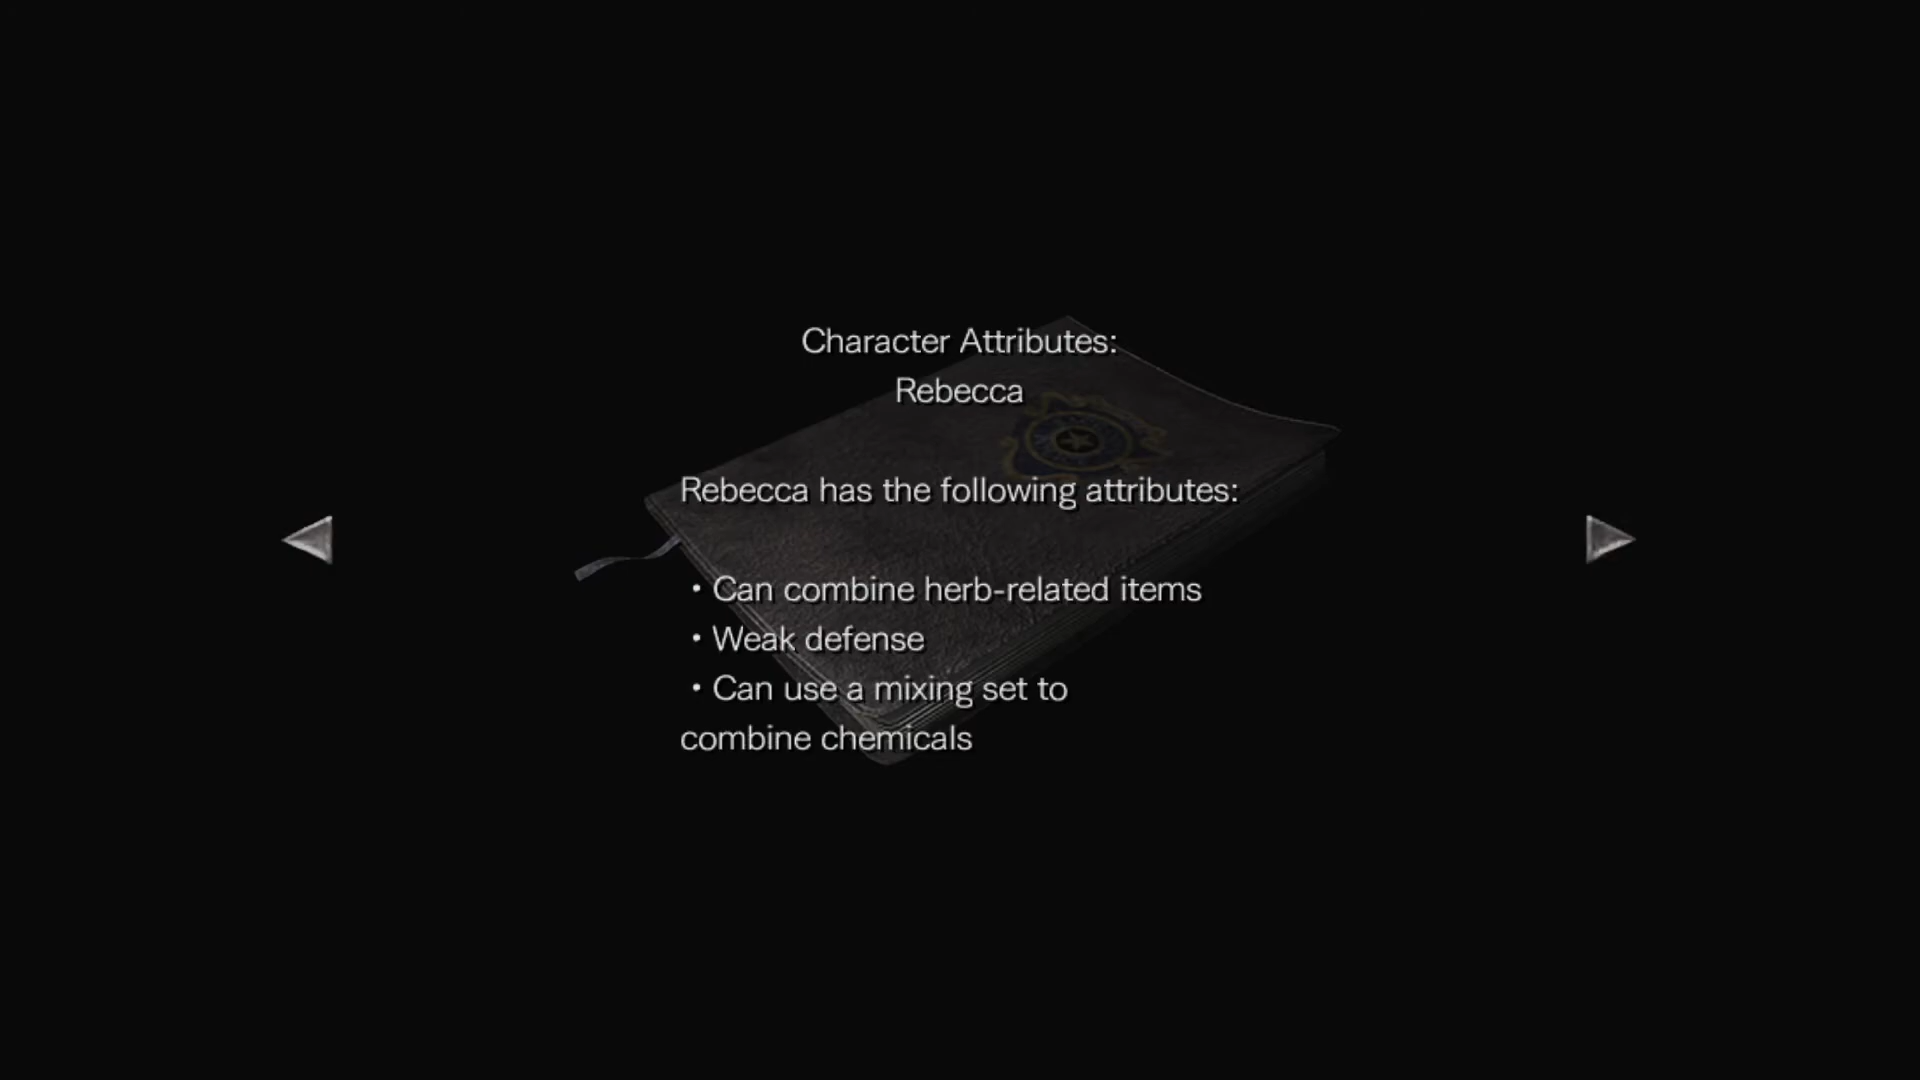 Character Attributes:
Rebecca
Rebecca has the following attributes:
・Can combine herb-related items
・Weak defense
・Can use a mixing set to
combine chemicals